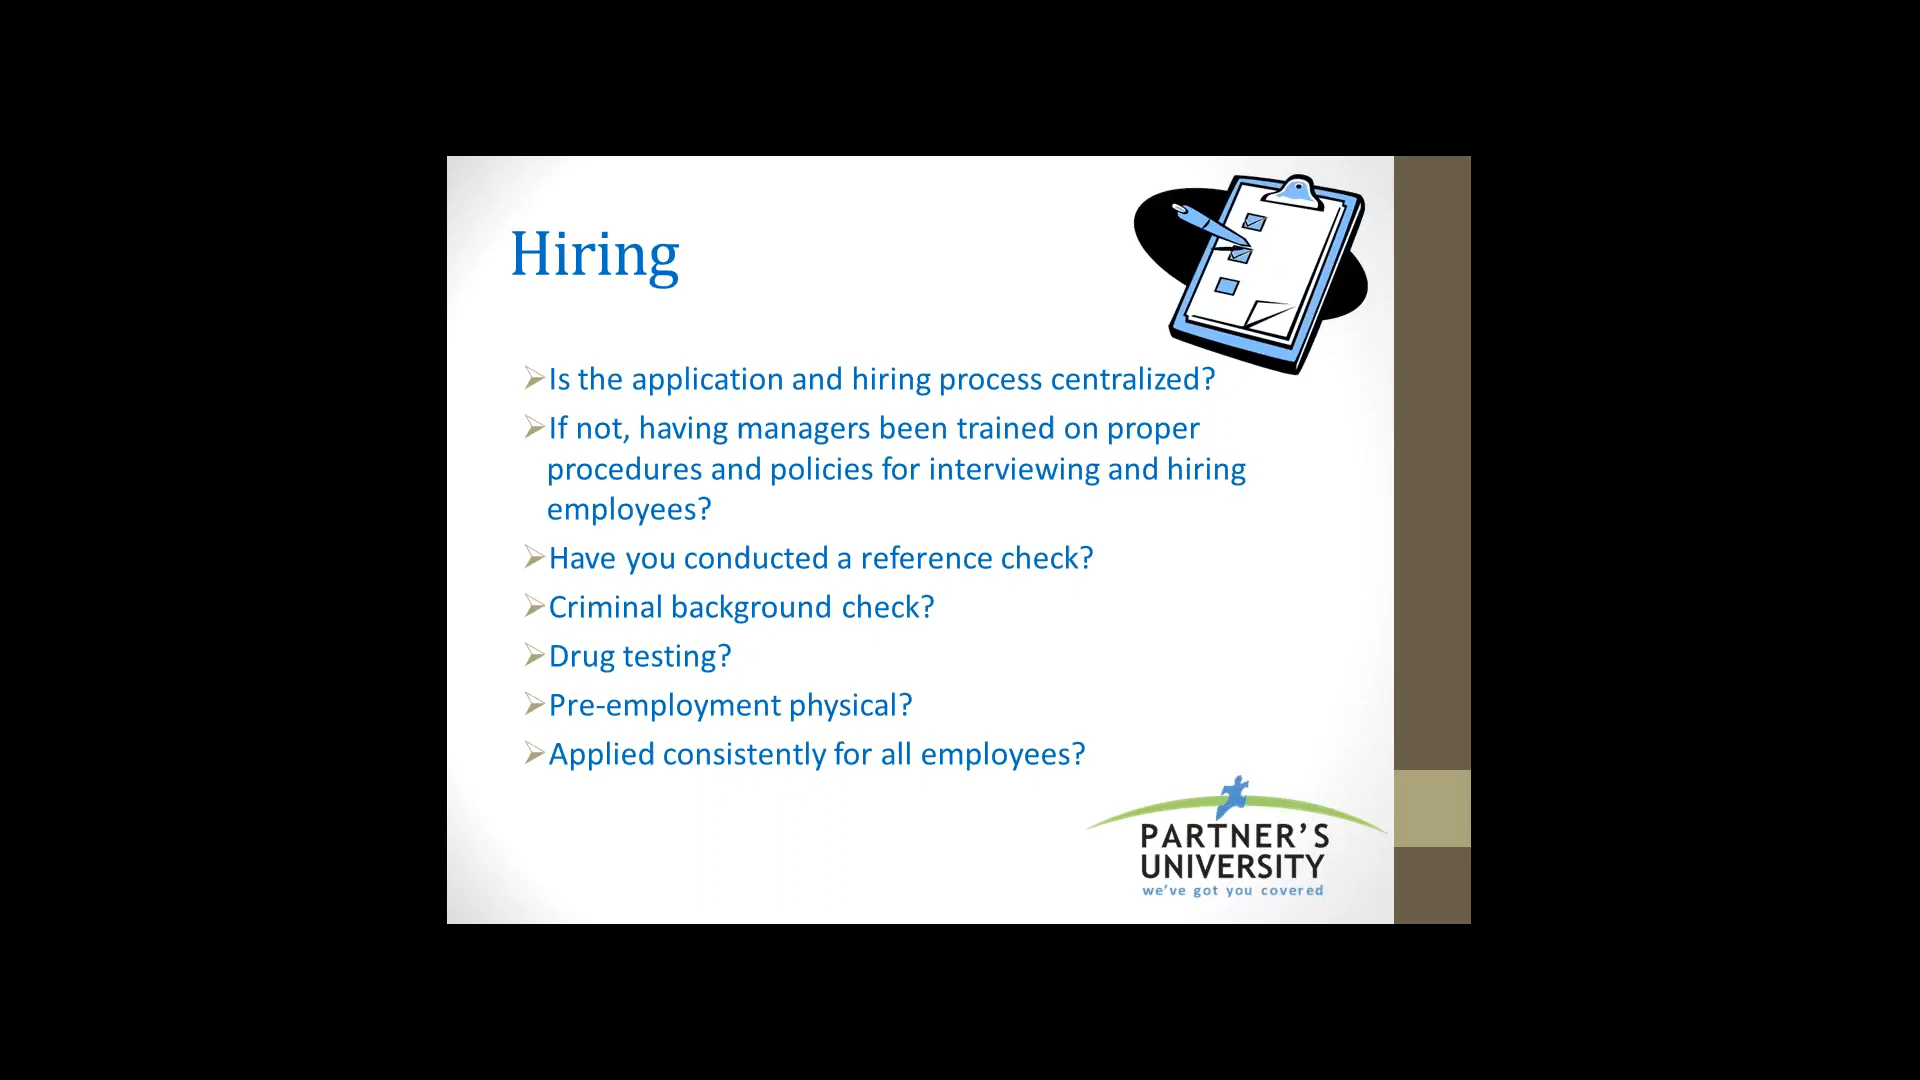 Hiring
Is the application and hiring process centralized?
If not, having managers been trained on proper
procedures and policies for interviewing and hiring
employees?
Have you conducted a reference check?
Criminal background check?
Drug testing?
Pre-employment physical?
Applied consistently for all employees?
PARTNER’S
UNIVERSITY
we’ve got you covered